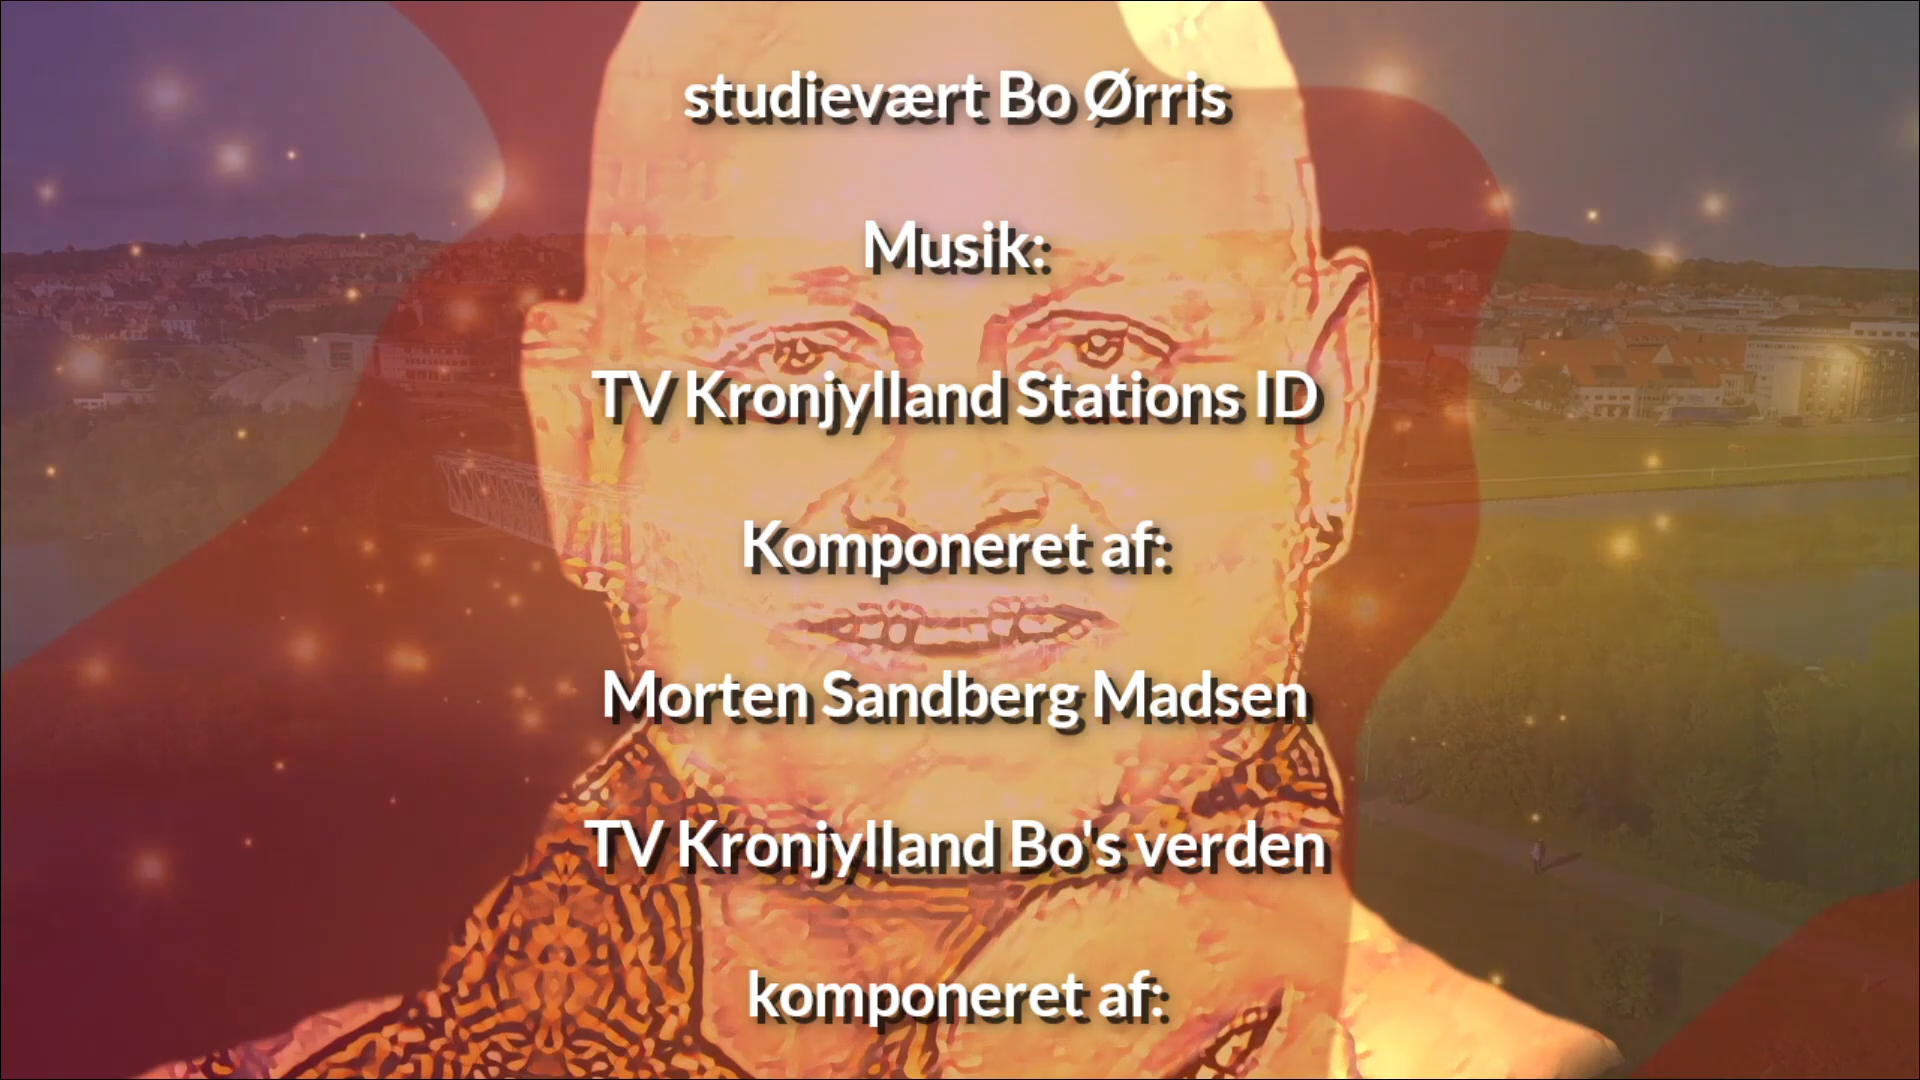 studievært Bo Ørris
Musik:
TV Kronjylland Stations ID
Komponeret af:
Morten Sandberg Madsen
TV Kronjylland Bo's verden
komponeret af: